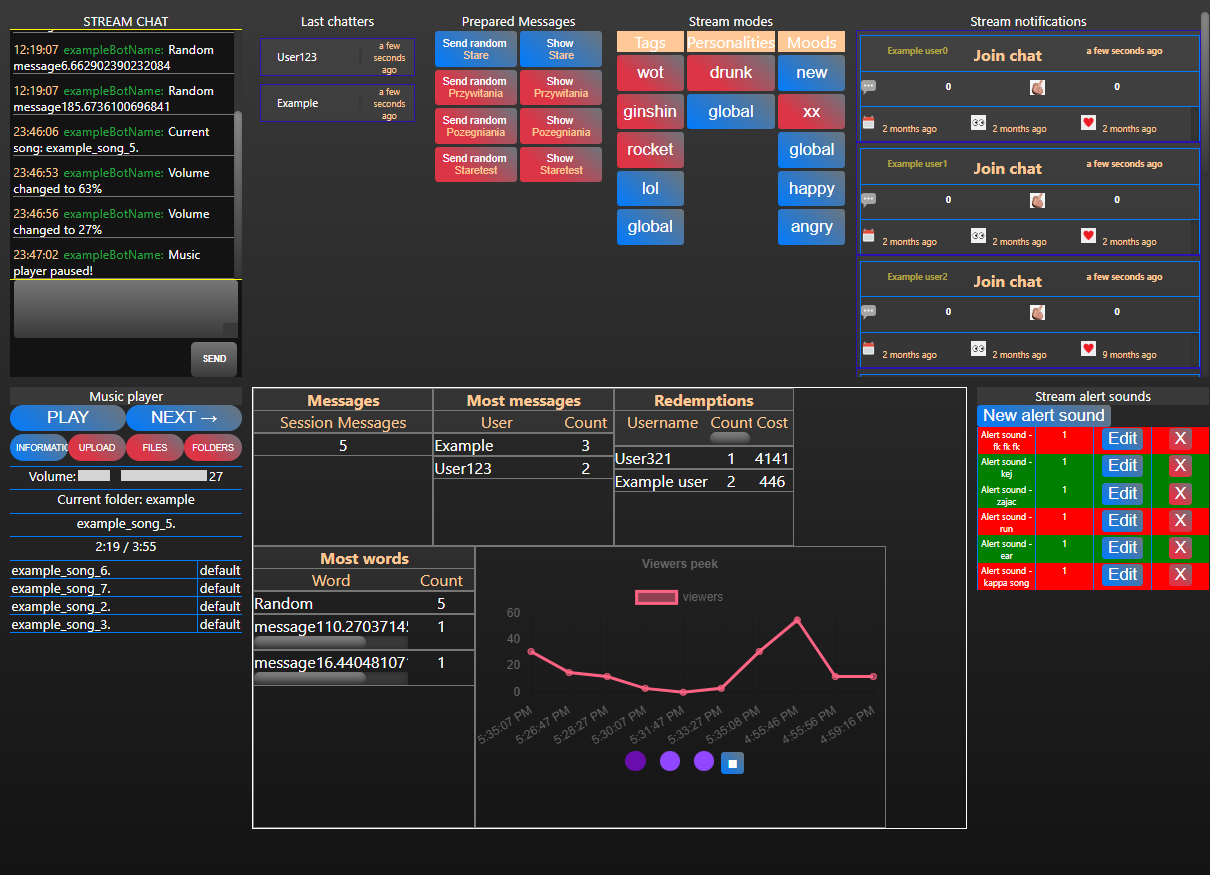 STREAM CHAT
12:19:07 exampleBotName: Random
message6.662902390232084
12:19:07 exampleBotName: Random
message185.6736100696841
23:46:06 exampleBotName: Current
song: example_song_5.
23:46:53 exampleBotName: Volume
changed to 63%
23:46:56 exampleBotName: Volume
changed to 27%
23:47:02 exampleBotName: Music
player paused!
SEND
Last chatters
User123
a few
seconds
ago
Example
a few
seconds
ago
Prepared Messages
Send random
Stare
Show
Stare
Send random
Przywitania
Show
Przywitania
Send random
Pozegniania
Show
Pozegniania
Send random
Staretest
Show
Staretest
Stream modes
Tags Personalities Moods
wot drunk new
ginshin global xx
rocket global
lol happy
global angry
Stream notifications
Example user0 Join chat a few seconds ago
0 0
2 months ago 2 months ago 2 months ago
Example user1 Join chat a few seconds ago
0 0
2 months ago 2 months ago 2 months ago
Example user2 Join chat a few seconds ago
0 0
2 months ago 2 months ago 9 months ago
Music player
PLAY NEXT →
INFORMATIC UPLOAD FILES FOLDERS
Volume: 27
Current folder: example
example_song_5.
2:19 / 3:55
example_song_6. default
example_song_7. default
example_song_2. default
example_song_3. default
Messages
Session Messages
5
Most messages
User Count
Example 3
User123 2
Redemptions
Username Count Cost
User321 1 4141
Example user 2 446
Most words
Word Count
Random 5
message110.2703714 1
message16.44048107 1
Viewers peek
viewers
60
40
20
0
5:35:07 PM 5:26:47 PM 5:28:27 PM 5:30:07 PM 5:31:47 PM 5:33:27 PM 5:35:08 PM 4:55:46 PM 4:55:56 PM 4:59:16 PM
Stream alert sounds
New alert sound
Alert sound -
fk fk fk
1 Edit X
Alert sound -
kej
1 Edit X
Alert sound -
zajac
1 Edit X
Alert sound -
run
1 Edit X
Alert sound -
ear
1 Edit X
Alert sound -
kappa song
1 Edit X